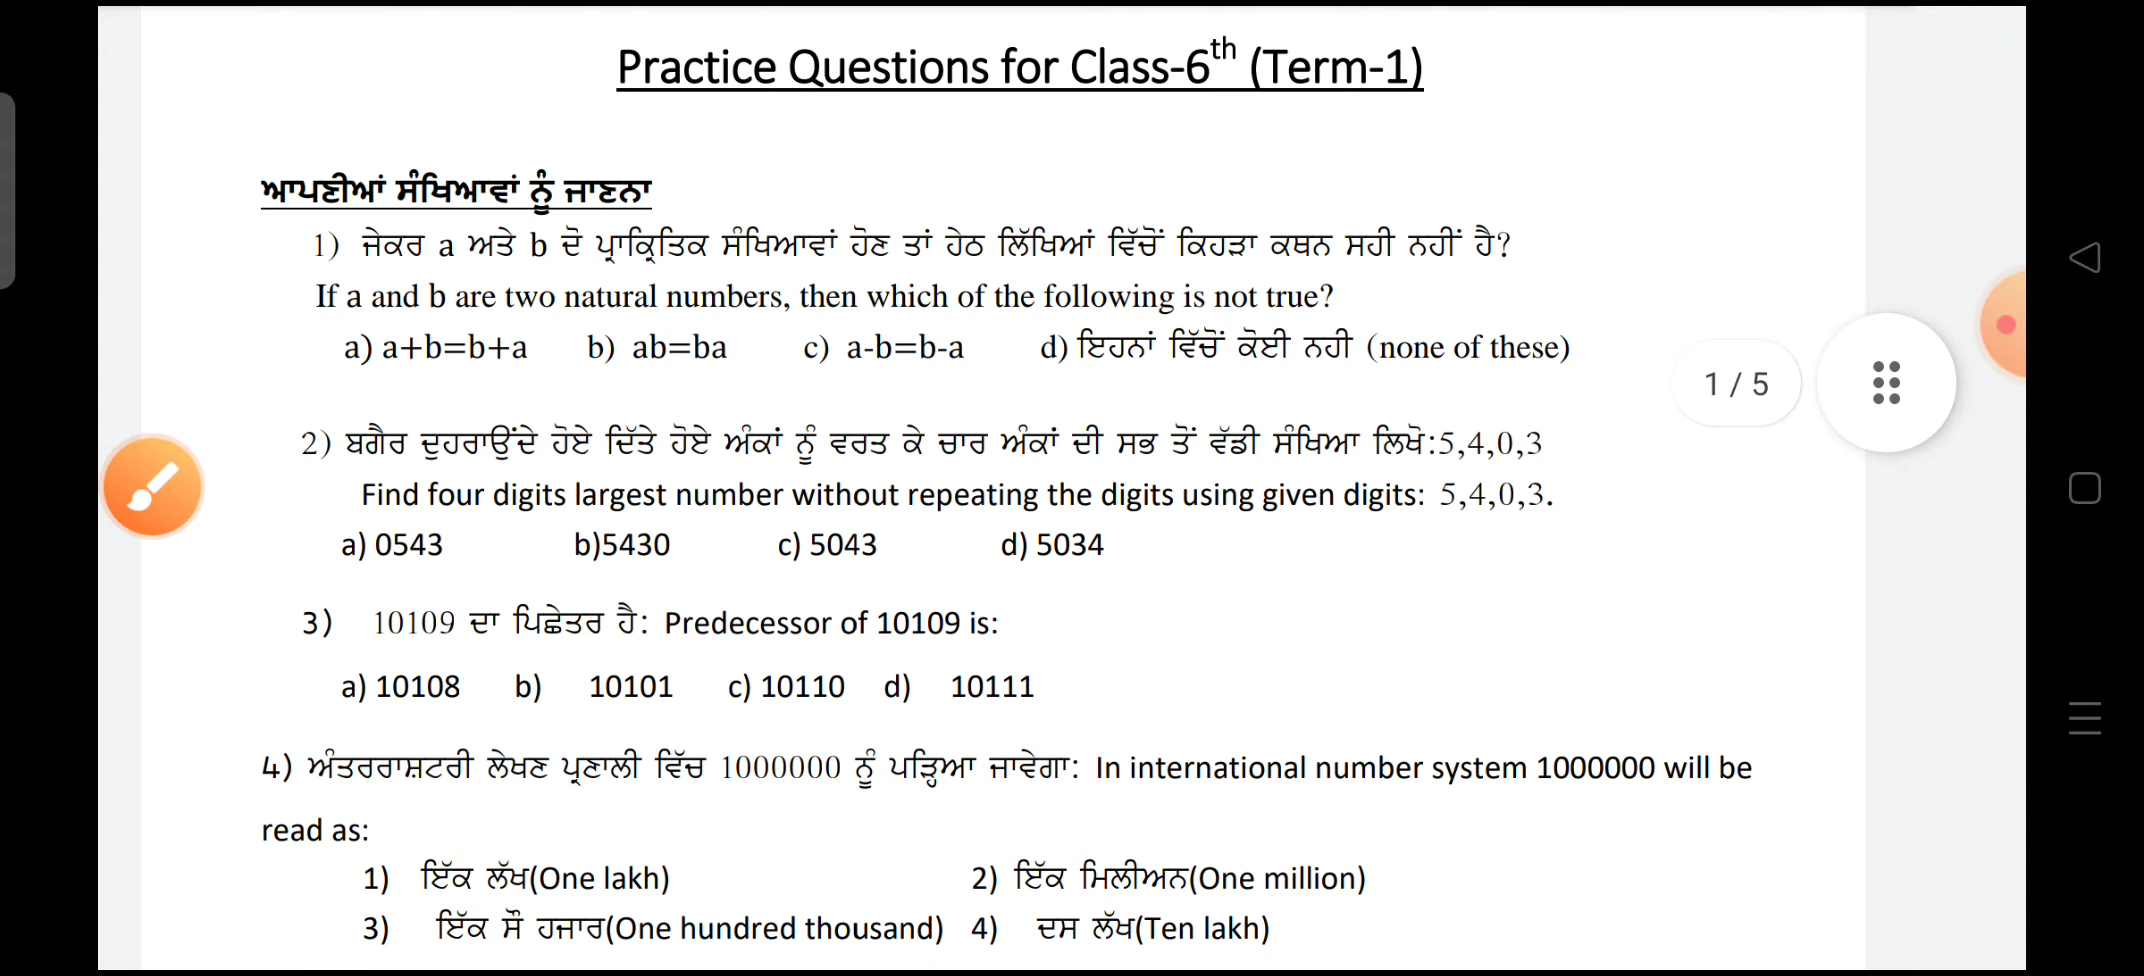 Practice Questions for Class-6th (Term-1)
ਆਪਣੀਆਂ ਸੰਖਿਆਵਾਂ ਨੂੰ ਜਾਣਨਾ
1) ਜੇਕਰ a ਅਤੇ b ਦੋ ਪ੍ਰਾਕ੍ਰਿਤਿਕ ਸੰਖਿਆਵਾਂ ਹੋਣ ਤਾਂ ਹੇਠ ਲਿੱਖਿਆਂ ਵਿੱਚੋਂ ਕਿਹੜਾ ਕਥਨ ਸਹੀ ਨਹੀਂ ਹੈ?
If a and b are two natural numbers, then which of the following is not true?
a) a+b=b+a b) ab=ba c) a-b=b-a d) ਇਹਨਾਂ ਵਿੱਚੋਂ ਕੋਈ ਨਹੀ (none of these)
1 / 5
2) ਬਗੈਰ ਦੁਹਰਾਉਂਦੇ ਹੋਏ ਦਿੱਤੇ ਹੋਏ ਅੰਕਾਂ ਨੂੰ ਵਰਤ ਕੇ ਚਾਰ ਅੰਕਾਂ ਦੀ ਸਭ ਤੋਂ ਵੱਡੀ ਸੰਖਿਆ ਲਿਖੋ:5,4,0,3
Find four digits largest number without repeating the digits using given digits: 5,4,0,3.
a) 0543 b)5430 c) 5043 d) 5034
3) 10109 ਦਾ ਪਿਛੇਤਰ ਹੈ: Predecessor of 10109 is:
a) 10108 b) 10101 c) 10110 d) 10111
4) ਅੰਤਰਰਾਸ਼ਟਰੀ ਲੇਖਣ ਪ੍ਰਣਾਲੀ ਵਿੱਚ 1000000 ਨੂੰ ਪੜ੍ਹਿਆ ਜਾਵੇਗਾ: In international number system 1000000 will be
read as:
1) ਇੱਕ ਲੱਖ(One lakh) 2) ਇੱਕ ਮਿਲੀਅਨ(One million)
3) ਇੱਕ ਸੌ ਹਜਾਰ(One hundred thousand) 4) ਦਸ ਲੱਖ(Ten lakh)